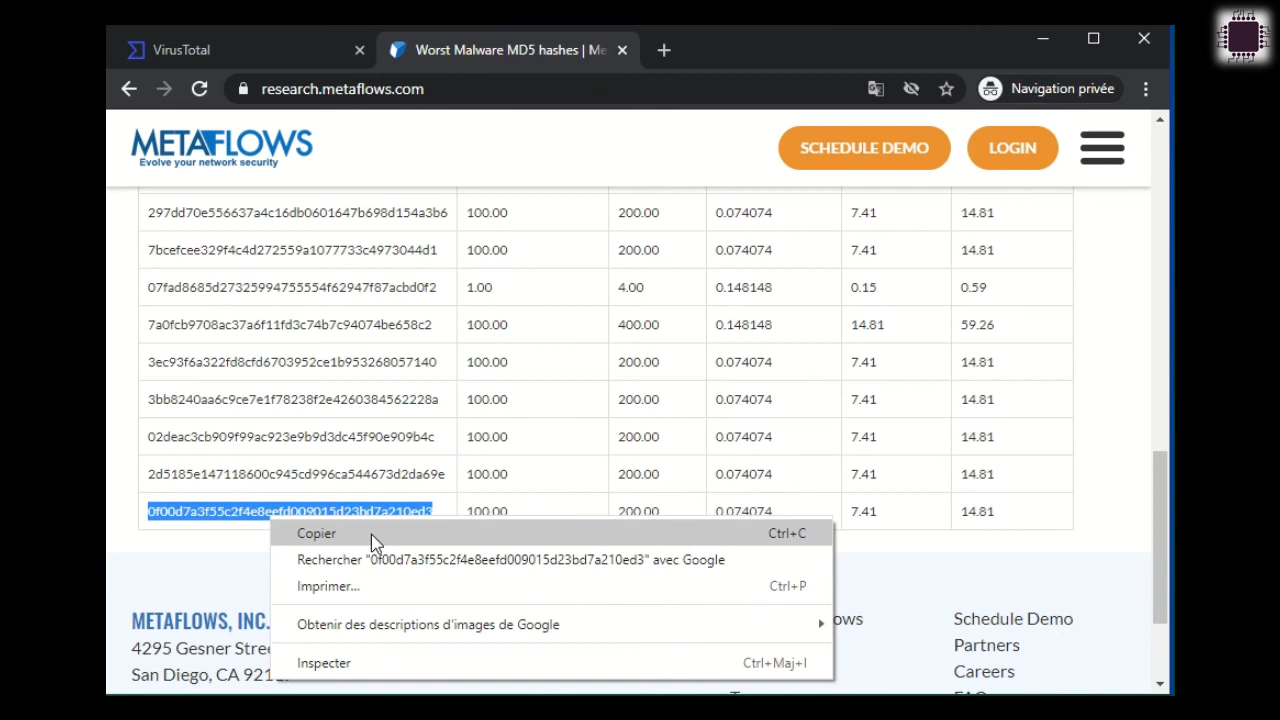 VirusTotal
Worst Malware MD5 hashes | Me
research.metaflows.com
Navigation privée
METAFLOWS
Evolve your network security
SCHEDULE DEMO
LOGIN
297dd70e556637a4c16db0601647b698d154a3b6 100.00 200.00 0.074074 7.41 14.81
7bcefcee329f4c4d272559a1077733c4973044d1 100.00 200.00 0.074074 7.41 14.81
07fad8685d27325994755554f62947f87acbd0f2 1.00 4.00 0.148148 0.15 0.59
7a0fcb9708ac37a6f11fd3c74b7c94074be658c2 100.00 400.00 0.148148 14.81 59.26
3ec93f6a322fd8cfd6703952ce1b953268057140 100.00 200.00 0.074074 7.41 14.81
3bb8240aa6c9ce7e1f78238f2e4260384562228a 100.00 200.00 0.074074 7.41 14.81
02deac3cb909f99ac923e9b9d3dc45f90e909b4c 100.00 200.00 0.074074 7.41 14.81
2d5185e147118600c945cd996ca544673d2da69e 100.00 200.00 0.074074 7.41 14.81
0f00d7a3f55c2f4e8eefd009015d23bd7a210ed3 100.00 200.00 0.074074 7.41 14.81
Copier Ctrl+C
Rechercher "0f00d7a3f55c2f4e8eefd009015d23bd7a210ed3" avec Google
Imprimer... Ctrl+P
Obtenir des descriptions d'images de Google
Inspecter Ctrl+Maj+I
METAFLOWS, INC.
4295 Gesner Stree
San Diego, CA 921
ows
Schedule Demo
Partners
Careers